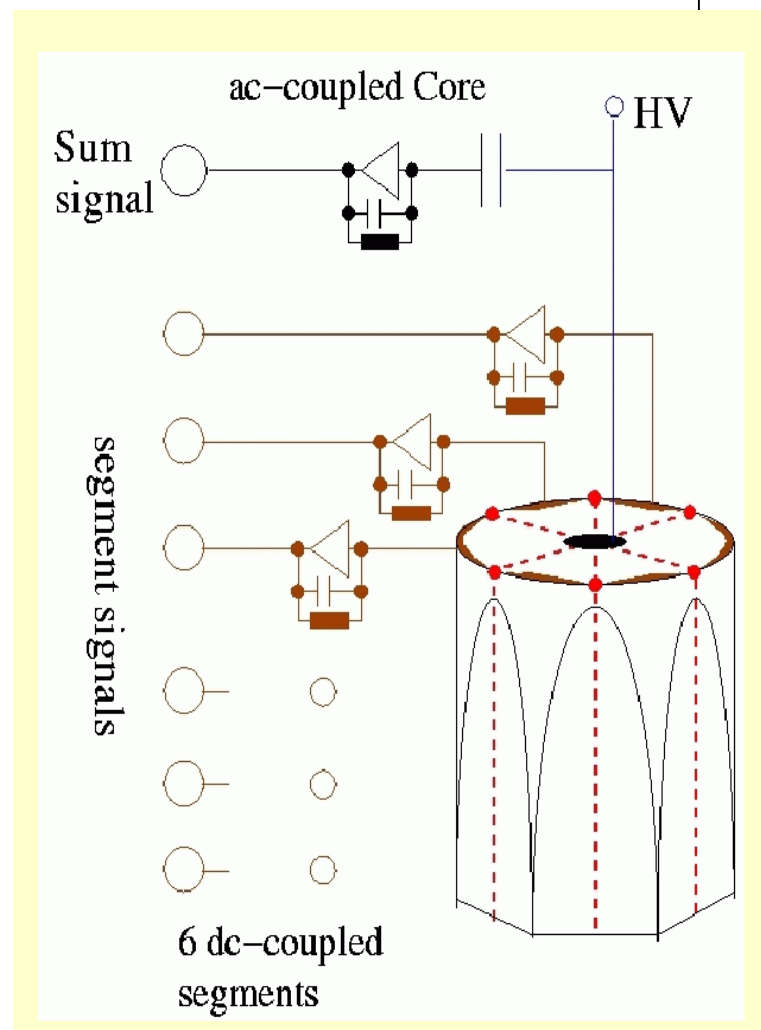 ac-coupled Core
HV
Sum
signal
segment signals
6 dc-coupled
segments